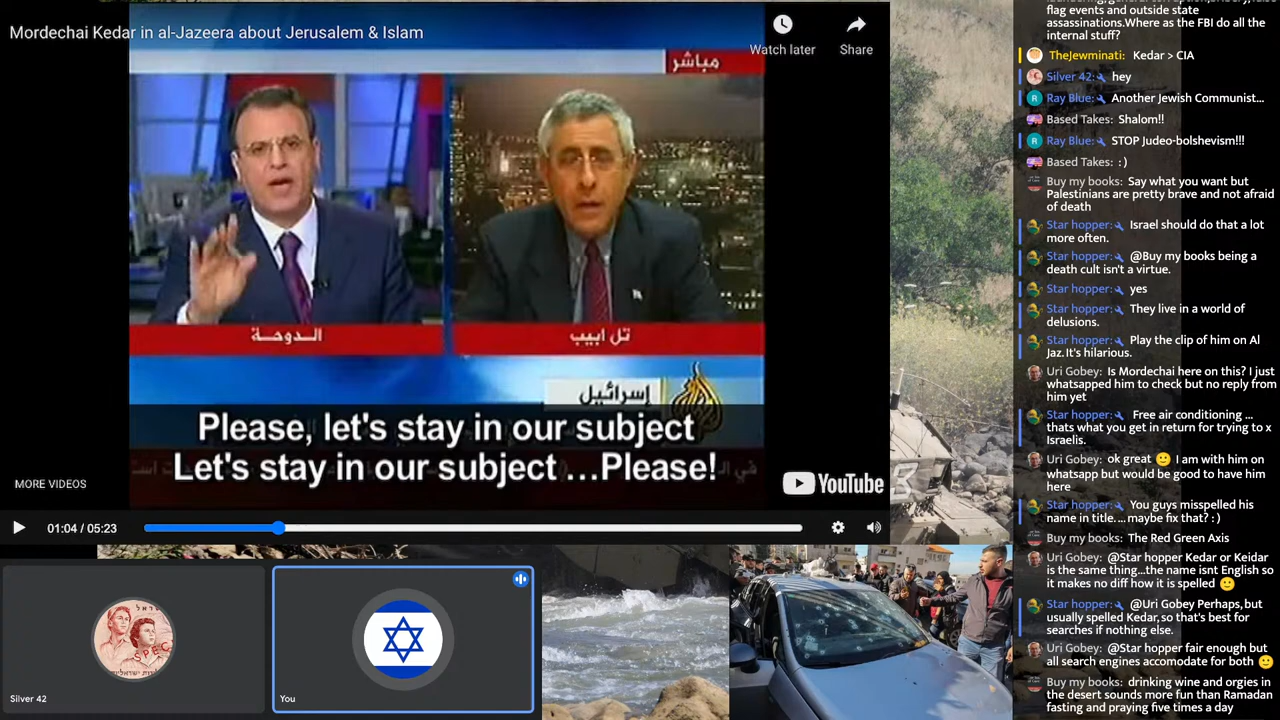 Mordechai Kedar in al-Jazeera about Jerusalem & Islam
Watch later
Share
مباشر
الدوحة
تل ابيب
إسرائيل
Please, let's stay in our subject
Let's stay in our subject ...Please!
MORE VIDEOS
YouTube
01:04 / 05:23
Silver 42
You
flag events and outside state
assassinations.Where as the FBI do all the
internal stuff?
TheJewminati: Kedar > CIA
Silver 42: hey
Ray Blue: Another Jewish Communist...
Based Takes: Shalom!!
Ray Blue: STOP Judeo-bolshevism!!!
Based Takes: : )
Buy my books: Say what you want but
Palestinians are pretty brave and not afraid
of death
Star hopper: Israel should do that a lot
more often.
Star hopper: @Buy my books being a
death cult isn't a virtue.
Star hopper: yes
Star hopper: They live in a world of
delusions.
Star hopper: Play the clip of him on Al
Jaz. It's hilarious.
Uri Gobey: Is Mordechai here on this? I just
whatsapped him to check but no reply from
him yet
Star hopper: Free air conditioning ...
thats what you get in return for trying to x
Israelis.
Uri Gobey: ok great 🙂 I am with him on
whatsapp but would be good to have him
here
Star hopper: You guys misspelled his
name in title....maybe fix that? : )
Buy my books: The Red Green Axis
Uri Gobey: @Star hopper Kedar or Keidar
is the same thing...the name isnt English so
it makes no diff how it is spelled 🙂
Star hopper: @Uri Gobey Perhaps, but
usually spelled Kedar, so that's best for
searches if nothing else.
Uri Gobey: @Star hopper fair enough but
all search engines accomodate for both 🙂
Buy my books: drinking wine and orgies in
the desert sounds more fun than Ramadan
fasting and praying five times a day